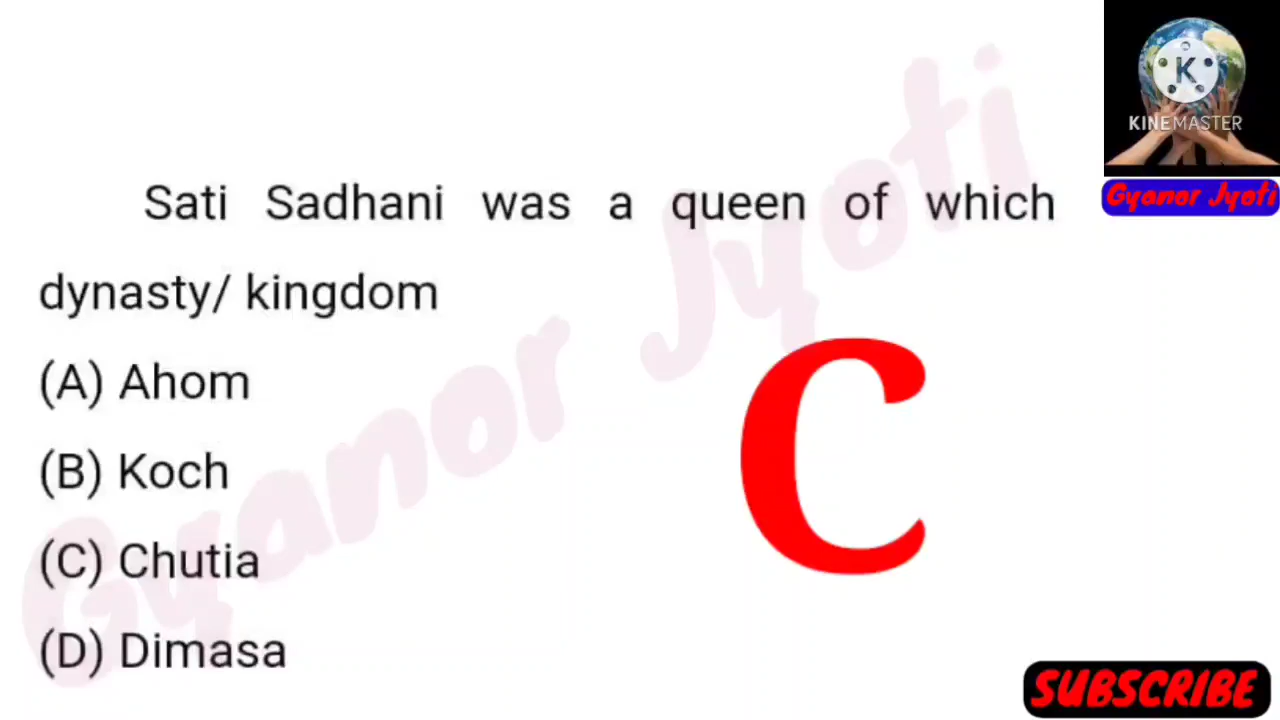 Sati Sadhani was a queen of which
dynasty/ kingdom
(A) Ahom
(B) Koch
(C) Chutia
(D) Dimasa
C
Gyanor Jyoti
K
KINEMASTER
Gyanor Jyoti
SUBSCRIBE